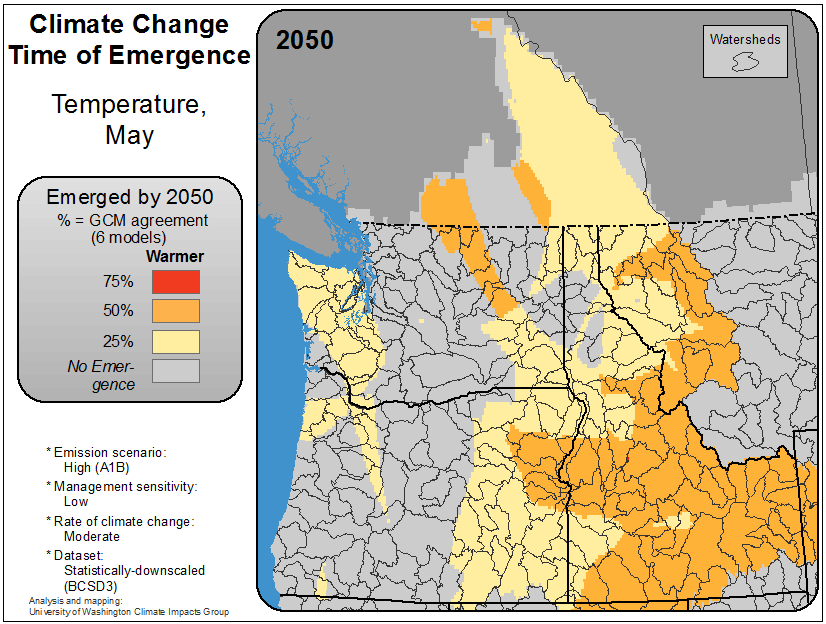 Climate Change
Time of Emergence
Temperature,
May
Emerged by 2050
% = GCM agreement
(6 models)
Warmer
75%
50%
25%
No Emer-
gence
* Emission scenario:
High (A1B)
* Management sensitivity:
Low
* Rate of climate change:
Moderate
* Dataset:
Statistically-downscaled
(BCSD3)
Analysis and mapping:
University of Washington Climate Impacts Group
2050
Watersheds